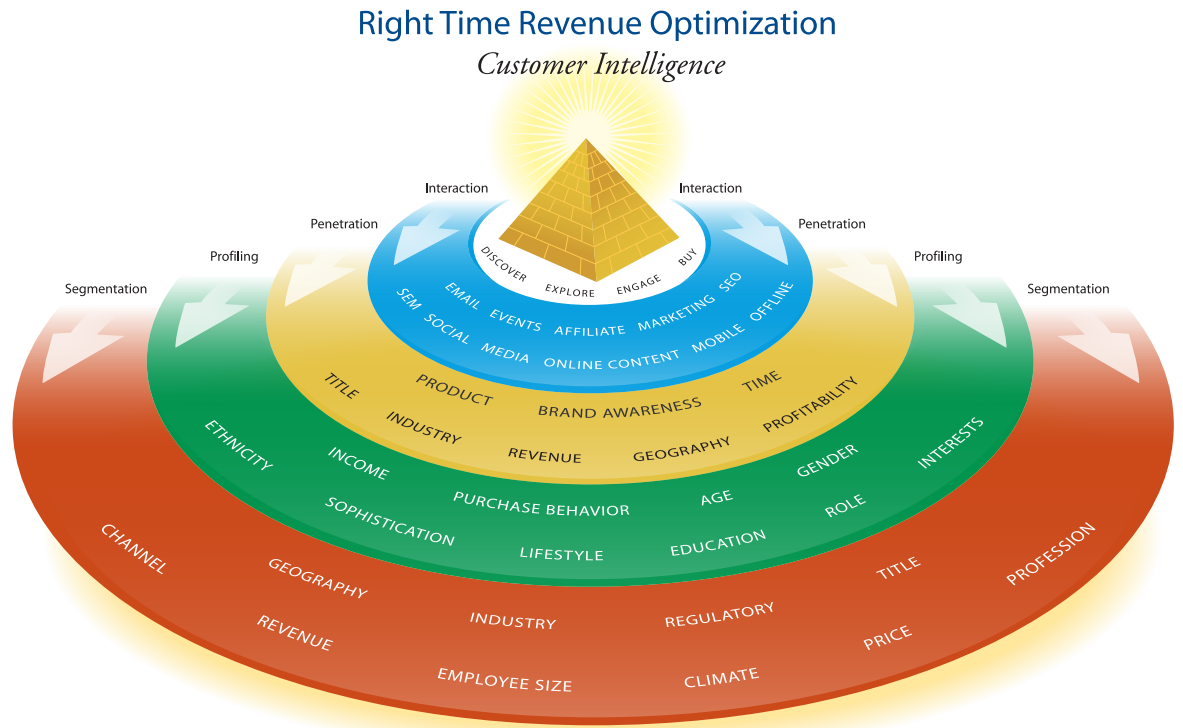 Right Time Revenue Optimization
Customer Intelligence
Interaction
Interaction
Penetration
Penetration
Profiling
Profiling
Segmentation
Segmentation
DISCOVER EXPLORE ENGAGE BUY
EMAIL EVENTS AFFILIATE MARKETING SEO
SEM SOCIAL MEDIA ONLINE CONTENT MOBILE OFFLINE
PRODUCT BRAND AWARENESS TIME
TITLE INDUSTRY REVENUE GEOGRAPHY PROFITABILITY
INCOME PURCHASE BEHAVIOR AGE GENDER
ETHNICITY SOPHISTICATION LIFESTYLE EDUCATION ROLE INTERESTS
GEOGRAPHY INDUSTRY REGULATORY TITLE
CHANNEL REVENUE EMPLOYEE SIZE CLIMATE PRICE PROFESSION